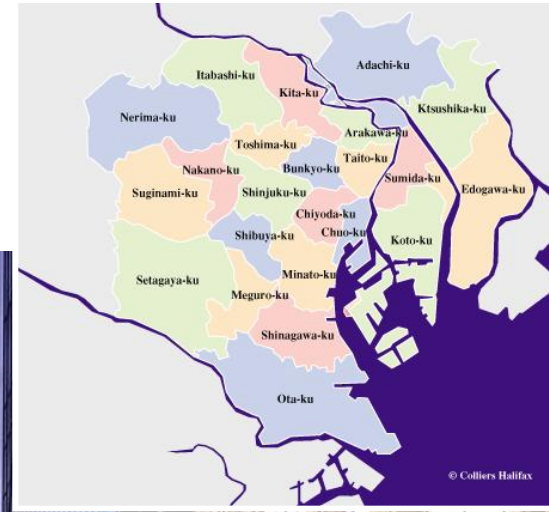 Adachi-ku
Itabashi-ku
Kita-ku
Ktsushika-ku
Nerima-ku
Arakawa-ku
Toshima-ku
Nakano-ku
Bunkyo-ku
Taito-ku
Sumida-ku
Suginami-ku
Shinjuku-ku
Edogawa-ku
Chiyoda-ku
Shibuya-ku
Chuo-ku
Koto-ku
Setagaya-ku
Minato-ku
Meguro-ku
Shinagawa-ku
Ota-ku
© Colliers Halifax